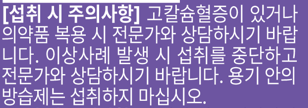 [섭취 시 주의사항] 고칼슘혈증이 있거나
의약품 복용 시 전문가와 상담하시기 바랍
니다. 이상사례 발생 시 섭취를 중단하고
전문가와 상담하시기 바랍니다. 용기 안의
방습제는 섭취하지 마십시오.